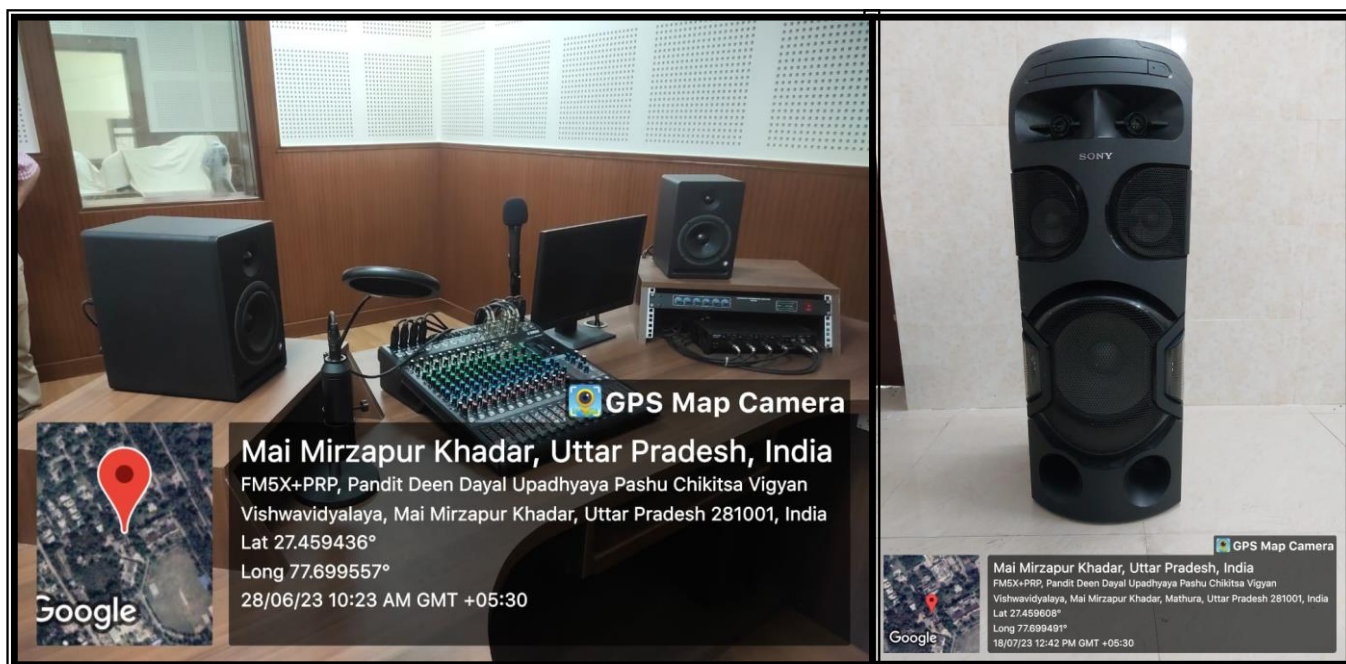 GPS Map Camera
Mai Mirzapur Khadar, Uttar Pradesh, India
FM5X+PRP, Pandit Deen Dayal Upadhyaya Pashu Chikitsa Vigyan
Vishwavidyalaya, Mai Mirzapur Khadar, Uttar Pradesh 281001, India
Lat 27.459436°
Long 77.699557°
28/06/23 10:23 AM GMT +05:30
Google
SONY
GPS Map Camera
Mai Mirzapur Khadar, Uttar Pradesh, India
FM5X+PRP, Pandit Deen Dayal Upadhyaya Pashu Chikitsa Vigyan
Vishwavidyalaya, Mai Mirzapur Khadar, Mathura, Uttar Pradesh 281001, India
Lat 27.459608°
Long 77.699491°
18/07/23 12:42 PM GMT +05:30
Google